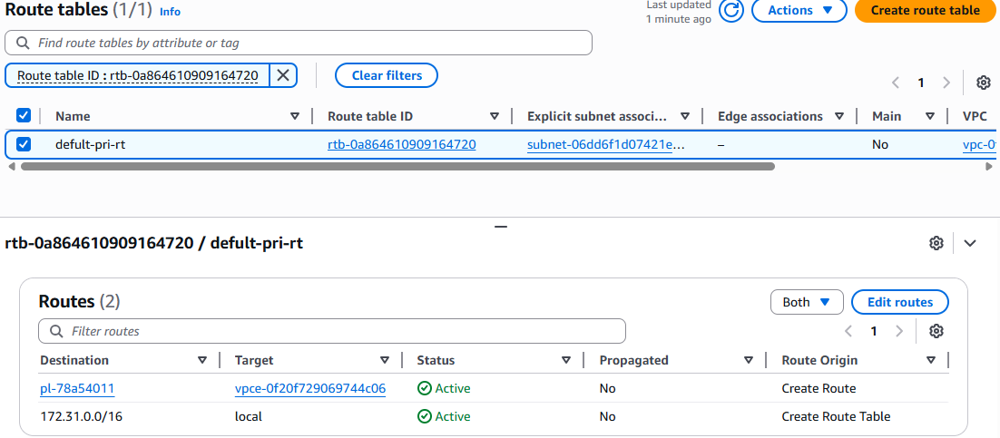 Route tables (1/1) Info
Last updated
1 minute ago
Actions
Create route table
Find route tables by attribute or tag
Route table ID : rtb-0a864610909164720
Clear filters
1
Name Route table ID Explicit subnet associ... Edge associations Main VPC
defult-pri-rt rtb-0a864610909164720 subnet-06dd6f1d07421e... – No vpc-0
rtb-0a864610909164720 / defult-pri-rt
Routes (2)
Both
Edit routes
Filter routes
1
Destination Target Status Propagated Route Origin
pl-78a54011 vpce-0f20f729069744c06 Active No Create Route
172.31.0.0/16 local Active No Create Route Table